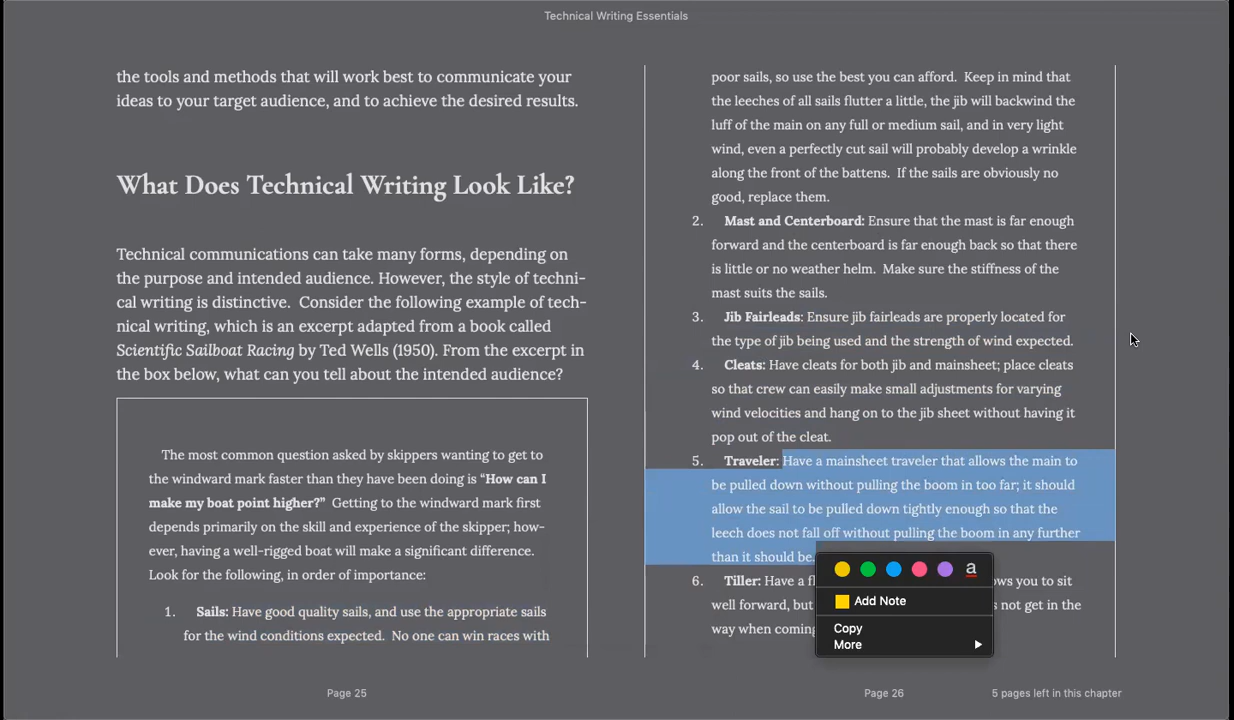 Technical Writing Essentials
the tools and methods that will work best to communicate your
ideas to your target audience, and to achieve the desired results.
What Does Technical Writing Look Like?
Technical communications can take many forms, depending on
the purpose and intended audience. However, the style of techni-
cal writing is distinctive.  Consider the following example of tech-
nical writing, which is an excerpt adapted from a book called
Scientific Sailboat Racing by Ted Wells (1950). From the excerpt in
the box below, what can you tell about the intended audience?
The most common question asked by skippers wanting to get to
the windward mark faster than they have been doing is “How can I
make my boat point higher?”  Getting to the windward mark first
depends primarily on the skill and experience of the skipper; how-
ever, having a well-rigged boat will make a significant difference.
Look for the following, in order of importance:
1. Sails: Have good quality sails, and use the appropriate sails
for the wind conditions expected.  No one can win races with
Page 25
poor sails, so use the best you can afford.  Keep in mind that
the leeches of all sails flutter a little, the jib will backwind the
luff of the main on any full or medium sail, and in very light
wind, even a perfectly cut sail will probably develop a wrinkle
along the front of the battens.  If the sails are obviously no
good, replace them.
2. Mast and Centerboard: Ensure that the mast is far enough
forward and the centerboard is far enough back so that there
is little or no weather helm.  Make sure the stiffness of the
mast suits the sails.
3. Jib Fairleads: Ensure jib fairleads are properly located for
the type of jib being used and the strength of wind expected.
4. Cleats: Have cleats for both jib and mainsheet; place cleats
so that crew can easily make small adjustments for varying
wind velocities and hang on to the jib sheet without having it
pop out of the cleat.
5. Traveler: Have a mainsheet traveler that allows the main to
be pulled down without pulling the boom in too far; it should
allow the sail to be pulled down tightly enough so that the
leech does not fall off without pulling the boom in any further
than it should be.
6. Tiller: Have a ows you to sit
well forward, but s not get in the
way when coming
a
Add Note
Copy
More
Page 26
5 pages left in this chapter